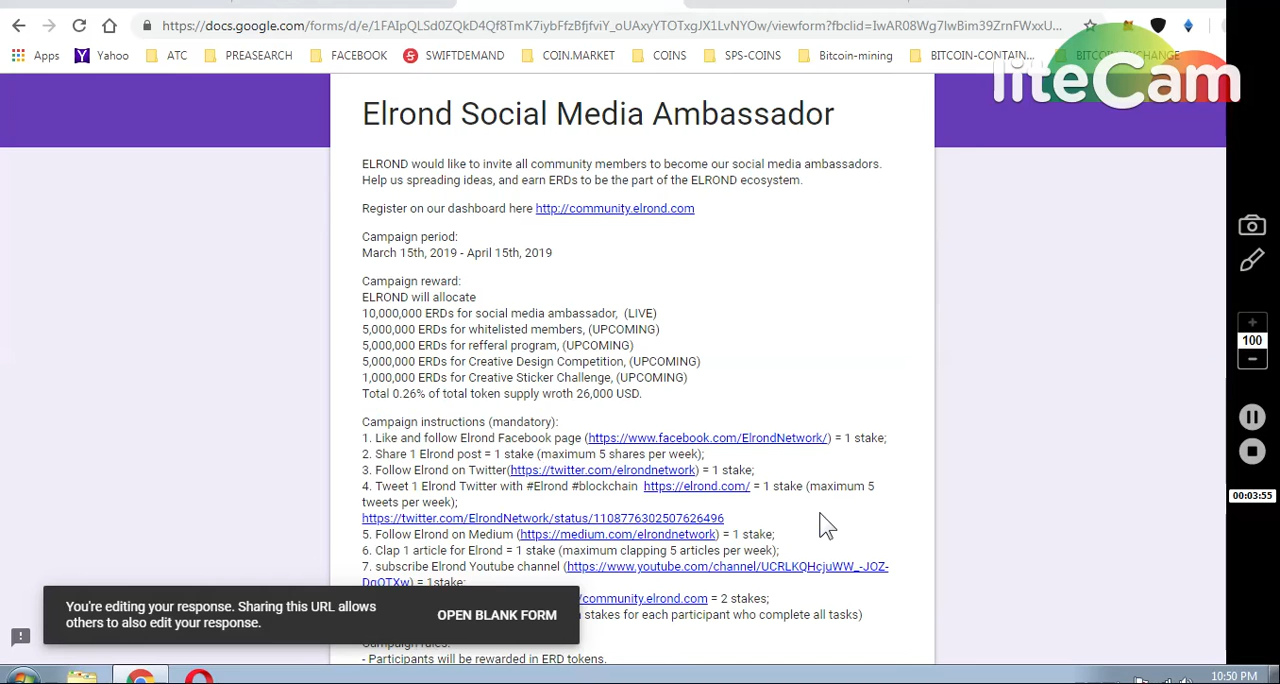 https://docs.google.com/forms/d/e/1FAIpQLSd0ZQkD4Qf8TmK7iybFfzBfjfviY_oUAxyYTOTxgJX1LvNYOw/viewform?fbclid=IwAR08Wg7lwBim39ZrnFWxxU...
Apps Yahoo ATC PREASEARCH FACEBOOK SWIFTDEMAND COIN.MARKET COINS SPS-COINS Bitcoin-mining BITCOIN-CONTAIN...
liteCam
Elrond Social Media Ambassador
ELROND would like to invite all community members to become our social media ambassadors.
Help us spreading ideas, and earn ERDs to be the part of the ELROND ecosystem.
Register on our dashboard here http://community.elrond.com
Campaign period:
March 15th, 2019 - April 15th, 2019
Campaign reward:
ELROND will allocate
10,000,000 ERDs for social media ambassador, (LIVE)
5,000,000 ERDs for whitelisted members, (UPCOMING)
5,000,000 ERDs for refferal program, (UPCOMING)
5,000,000 ERDs for Creative Design Competition, (UPCOMING)
1,000,000 ERDs for Creative Sticker Challenge, (UPCOMING)
Total 0.26% of total token supply wroth 26,000 USD.
Campaign instructions (mandatory):
1. Like and follow Elrond Facebook page (https://www.facebook.com/ElrondNetwork/) = 1 stake;
2. Share 1 Elrond post = 1 stake (maximum 5 shares per week);
3. Follow Elrond on Twitter(https://twitter.com/elrondnetwork) = 1 stake;
4. Tweet 1 Elrond Twitter with #Elrond #blockchain https://elrond.com/ = 1 stake (maximum 5
tweets per week);
https://twitter.com/ElrondNetwork/status/1108776302507626496
5. Follow Elrond on Medium (https://medium.com/elrondnetwork) = 1 stake;
6. Clap 1 article for Elrond = 1 stake (maximum clapping 5 articles per week);
7. subscribe Elrond Youtube channel (https://www.youtube.com/channel/UCRLKQHcjuWW_-JOZ-
DqQTXw) = 1stake;
/community.elrond.com = 2 stakes;
stakes for each participant who complete all tasks)
Campaign rules:
- Participants will be rewarded in ERD tokens.
You're editing your response. Sharing this URL allows
others to also edit your response.
OPEN BLANK FORM
100
00:03:55
10:50 PM